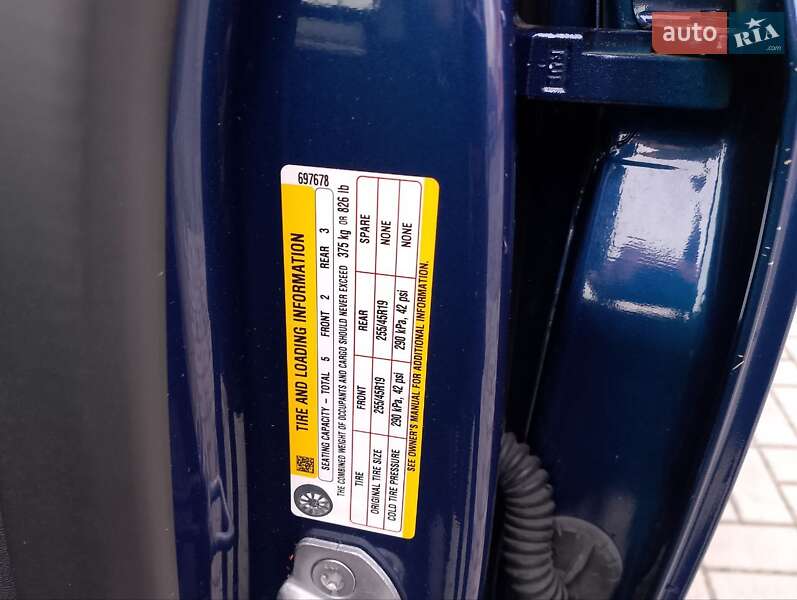 auto RIA .com
697678
TIRE AND LOADING INFORMATION
SEATING CAPACITY – TOTAL 5 FRONT 2 REAR 3
THE COMBINED WEIGHT OF OCCUPANTS AND CARGO SHOULD NEVER EXCEED 375 kg OR 826 lb
TIRE FRONT REAR SPARE
ORIGINAL TIRE SIZE 255/45R19 255/45R19 NONE
COLD TIRE PRESSURE 290 kPa, 42 psi 290 kPa, 42 psi NONE
SEE OWNER'S MANUAL FOR ADDITIONAL INFORMATION.